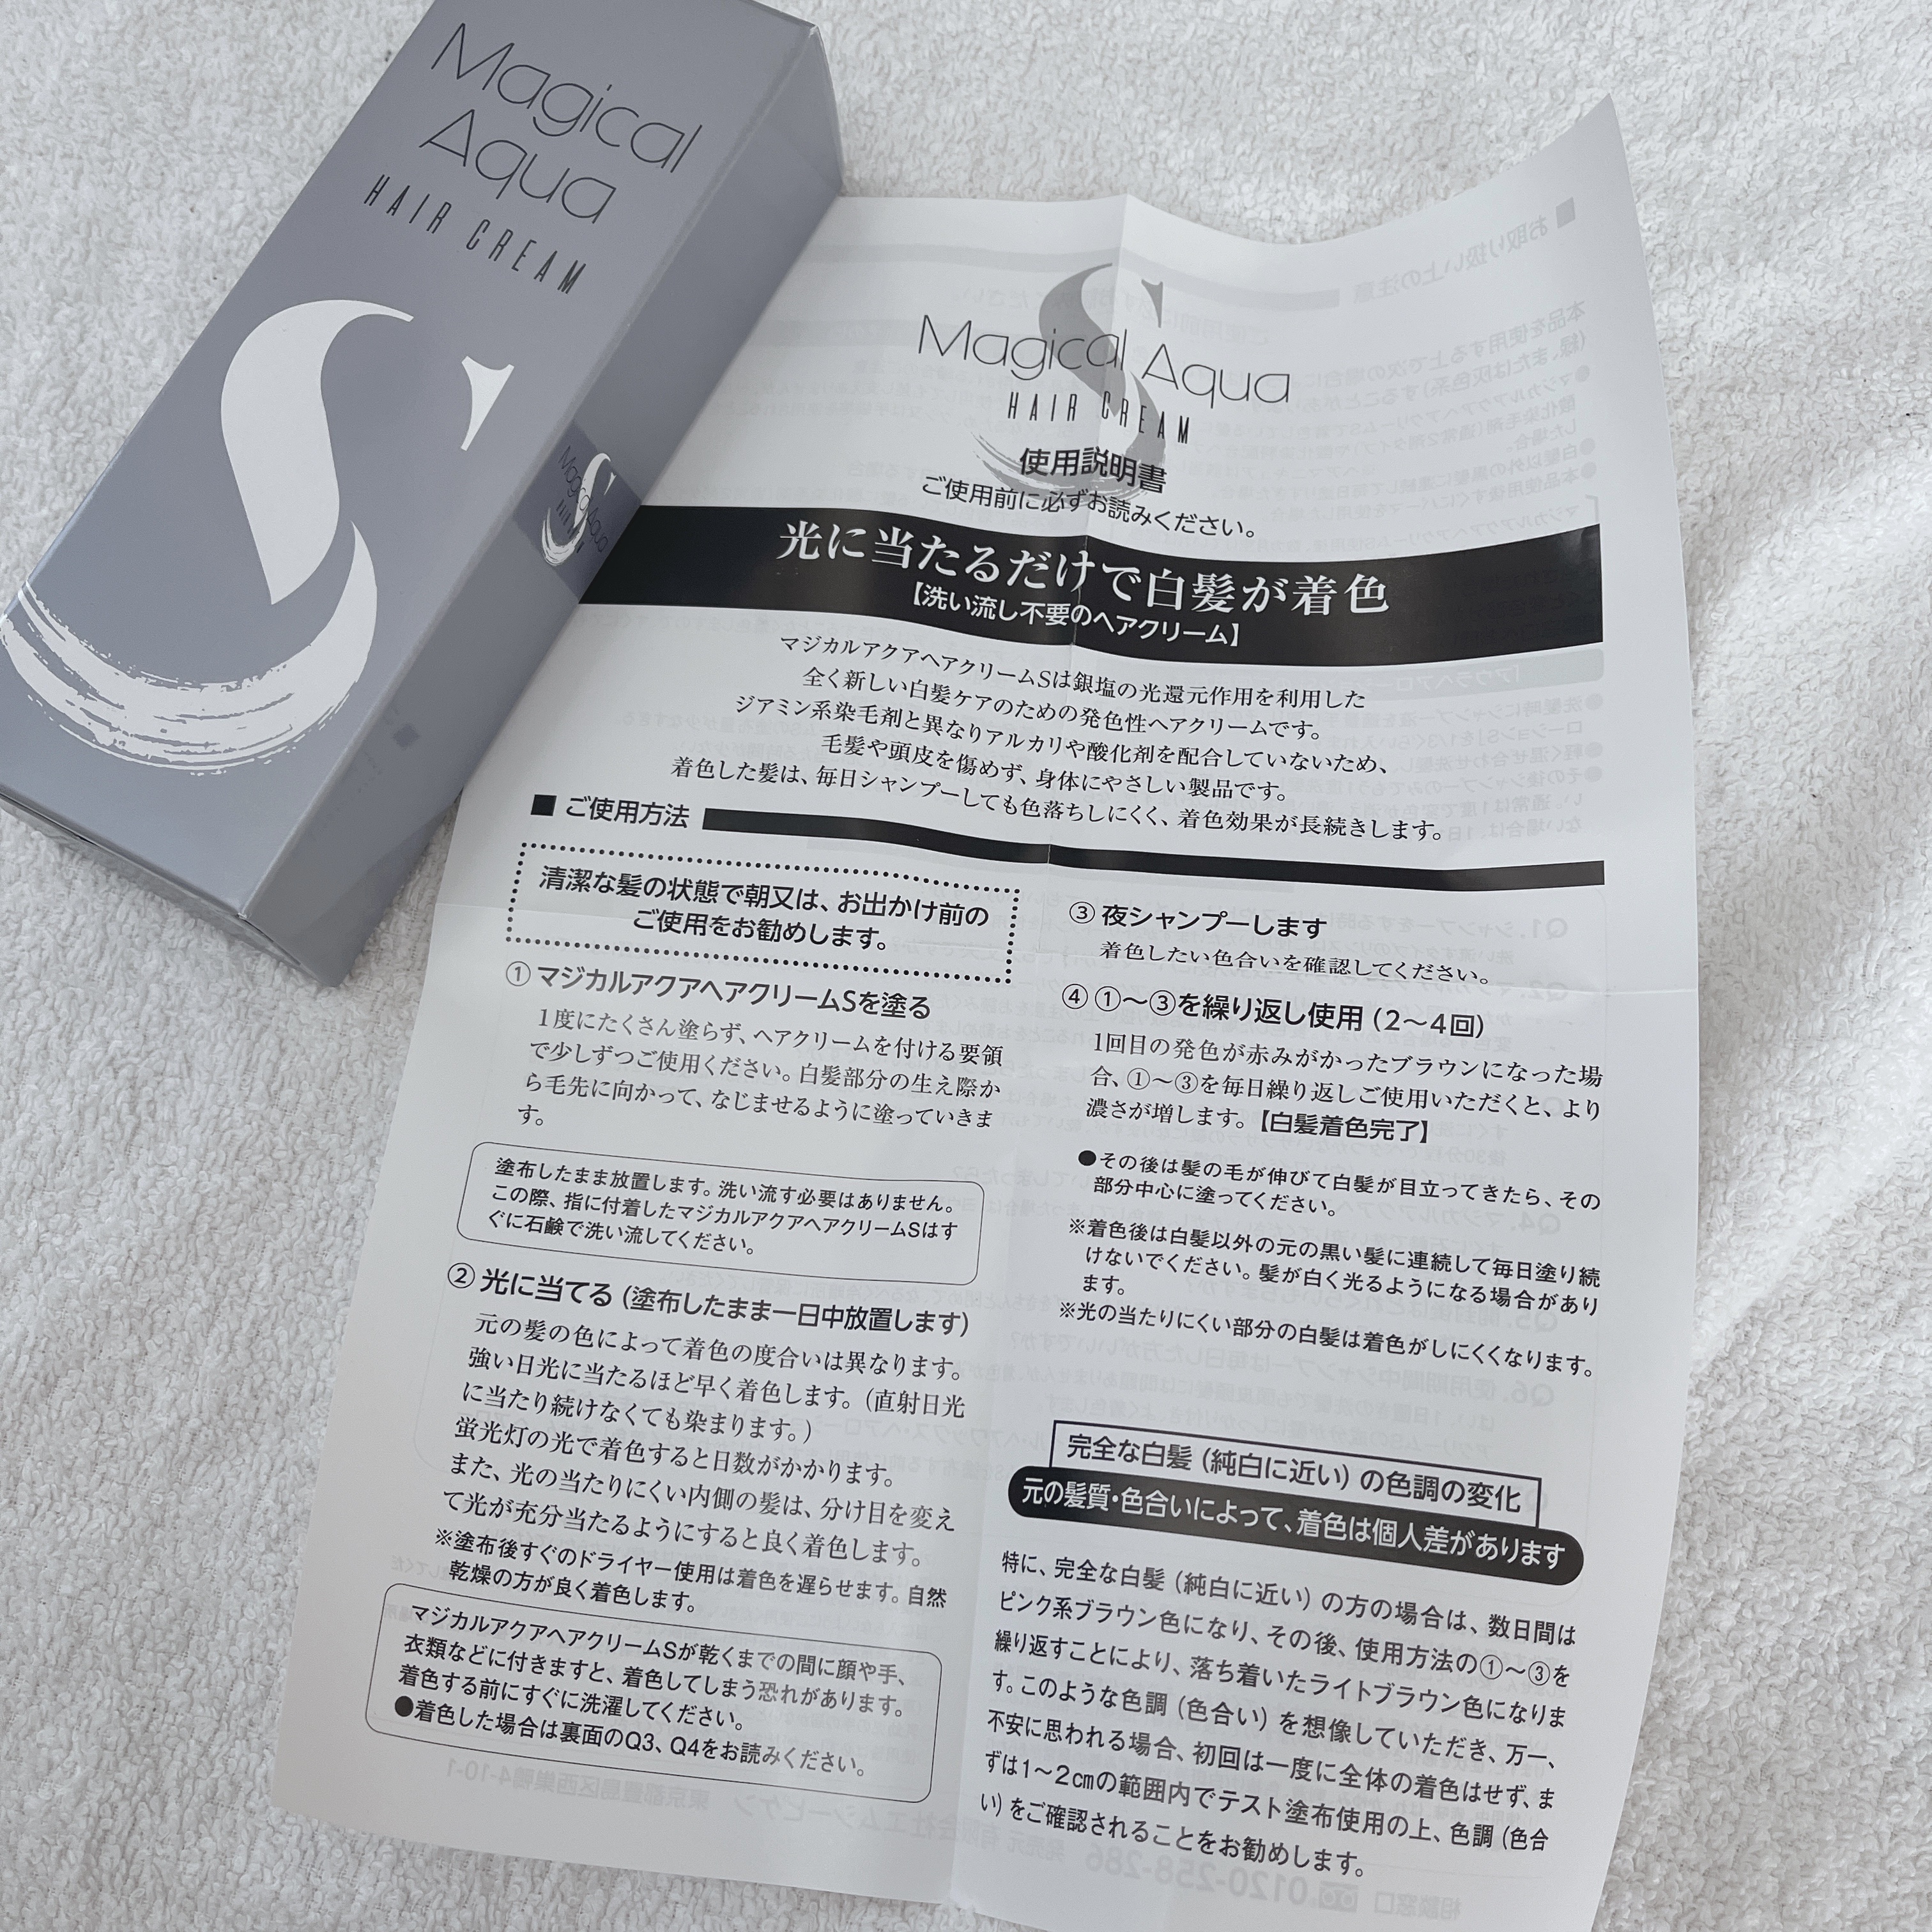 Magical
Aqua
HAIR CREAM
S
Magical Aqua
HAIR CREAM
使用説明書
ご使用前に必ずお読みください。
光に当たるだけで白髪が着色
【洗い流し不要のヘアクリーム】
マジカルアクアヘアクリームSは銀塩の光還元作用を利用した
全く新しい白髪ケアのための発色性ヘアクリームです。
ジアミン系染毛剤と異なりアルカリや酸化剤を配合していないため、
毛髪や頭皮を傷めず、身体にやさしい製品です。
着色した髪は、毎日シャンプーしても色落ちしにくく、着色効果が長続きします。
■ ご使用方法
清潔な髪の状態で朝又は、お出かけ前の
ご使用をお勧めします。
① マジカルアクアヘアクリームSを塗る
1度にたくさん塗らず、ヘアクリームを付ける要領
で少しずつご使用ください。白髪部分の生え際か
ら毛先に向かって、なじませるように塗っていきま
す。
塗布したまま放置します。洗い流す必要はありません。
この際、指に付着したマジカルアクアヘアクリームSはす
ぐに石鹸で洗い流してください。
② 光に当てる（塗布したまま一日中放置します）
元の髪の色によって着色の度合いは異なります。
強い日光に当たるほど早く着色します。（直射日光
に当たり続けなくても染まります。）
蛍光灯の光で着色すると日数がかかります。
また、光の当たりにくい内側の髪は、分け目を変え
て光が充分当たるようにすると良く着色します。
※塗布後すぐのドライヤー使用は着色を遅らせます。自然
乾燥の方が良く着色します。
マジカルアクアヘアクリームSが乾くまでの間に顔や手、
衣類などに付きますと、着色してしまう恐れがあります。
着色する前にすぐに洗濯してください。
●着色した場合は裏面のQ3、Q4をお読みください。
③ 夜シャンプーします
着色したい色合いを確認してください。
④ ①～③を繰り返し使用（2～4回）
1回目の発色が赤みがかったブラウンになった場
合、①～③を毎日繰り返しご使用いただくと、より
濃さが増します。【白髪着色完了】
●その後は髪の毛が伸びて白髪が目立ってきたら、その
部分中心に塗ってください。
※着色後は白髪以外の元の黒い髪に連続して毎日塗り続
けないでください。髪が白く光るようになる場合があり
ます。
※光の当たりにくい部分の白髪は着色がしにくくなります。
完全な白髪（純白に近い）の色調の変化
元の髪質・色合いによって、着色は個人差があります
特に、完全な白髪（純白に近い）の方の場合は、数日間は
ピンク系ブラウン色になり、その後、使用方法の①～③を
繰り返すことにより、落ち着いたライトブラウン色になりま
す。このような色調（色合い）を想像していただき、万一、
不安に思われる場合、初回は一度に全体の着色はせず、ま
ずは1～2㎝の範囲内でテスト塗布使用の上、色調（色合
い）をご確認されることをお勧めします。